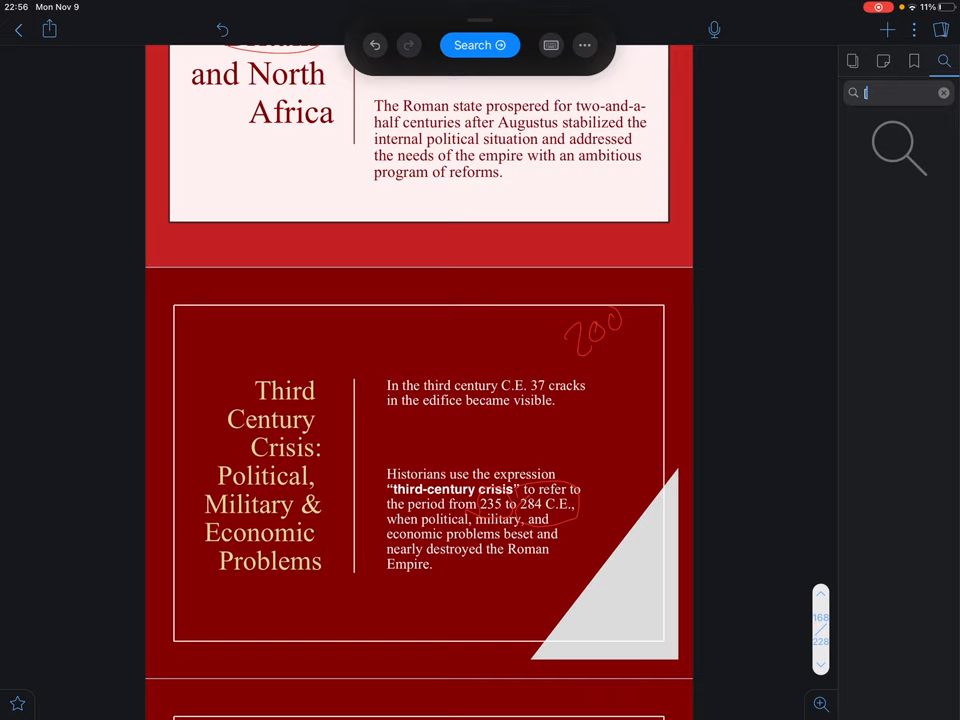 22:56 Mon Nov 9
11%
Search
and North
Africa
The Roman state prospered for two-and-a-
half centuries after Augustus stabilized the
internal political situation and addressed
the needs of the empire with an ambitious
program of reforms.
200
Third
Century
Crisis:
Political,
Military &
Economic
Problems
In the third century C.E. 37 cracks
in the edifice became visible.
Historians use the expression
“third-century crisis” to refer to
the period from 235 to 284 C.E.,
when political, military, and
economic problems beset and
nearly destroyed the Roman
Empire.
168
228